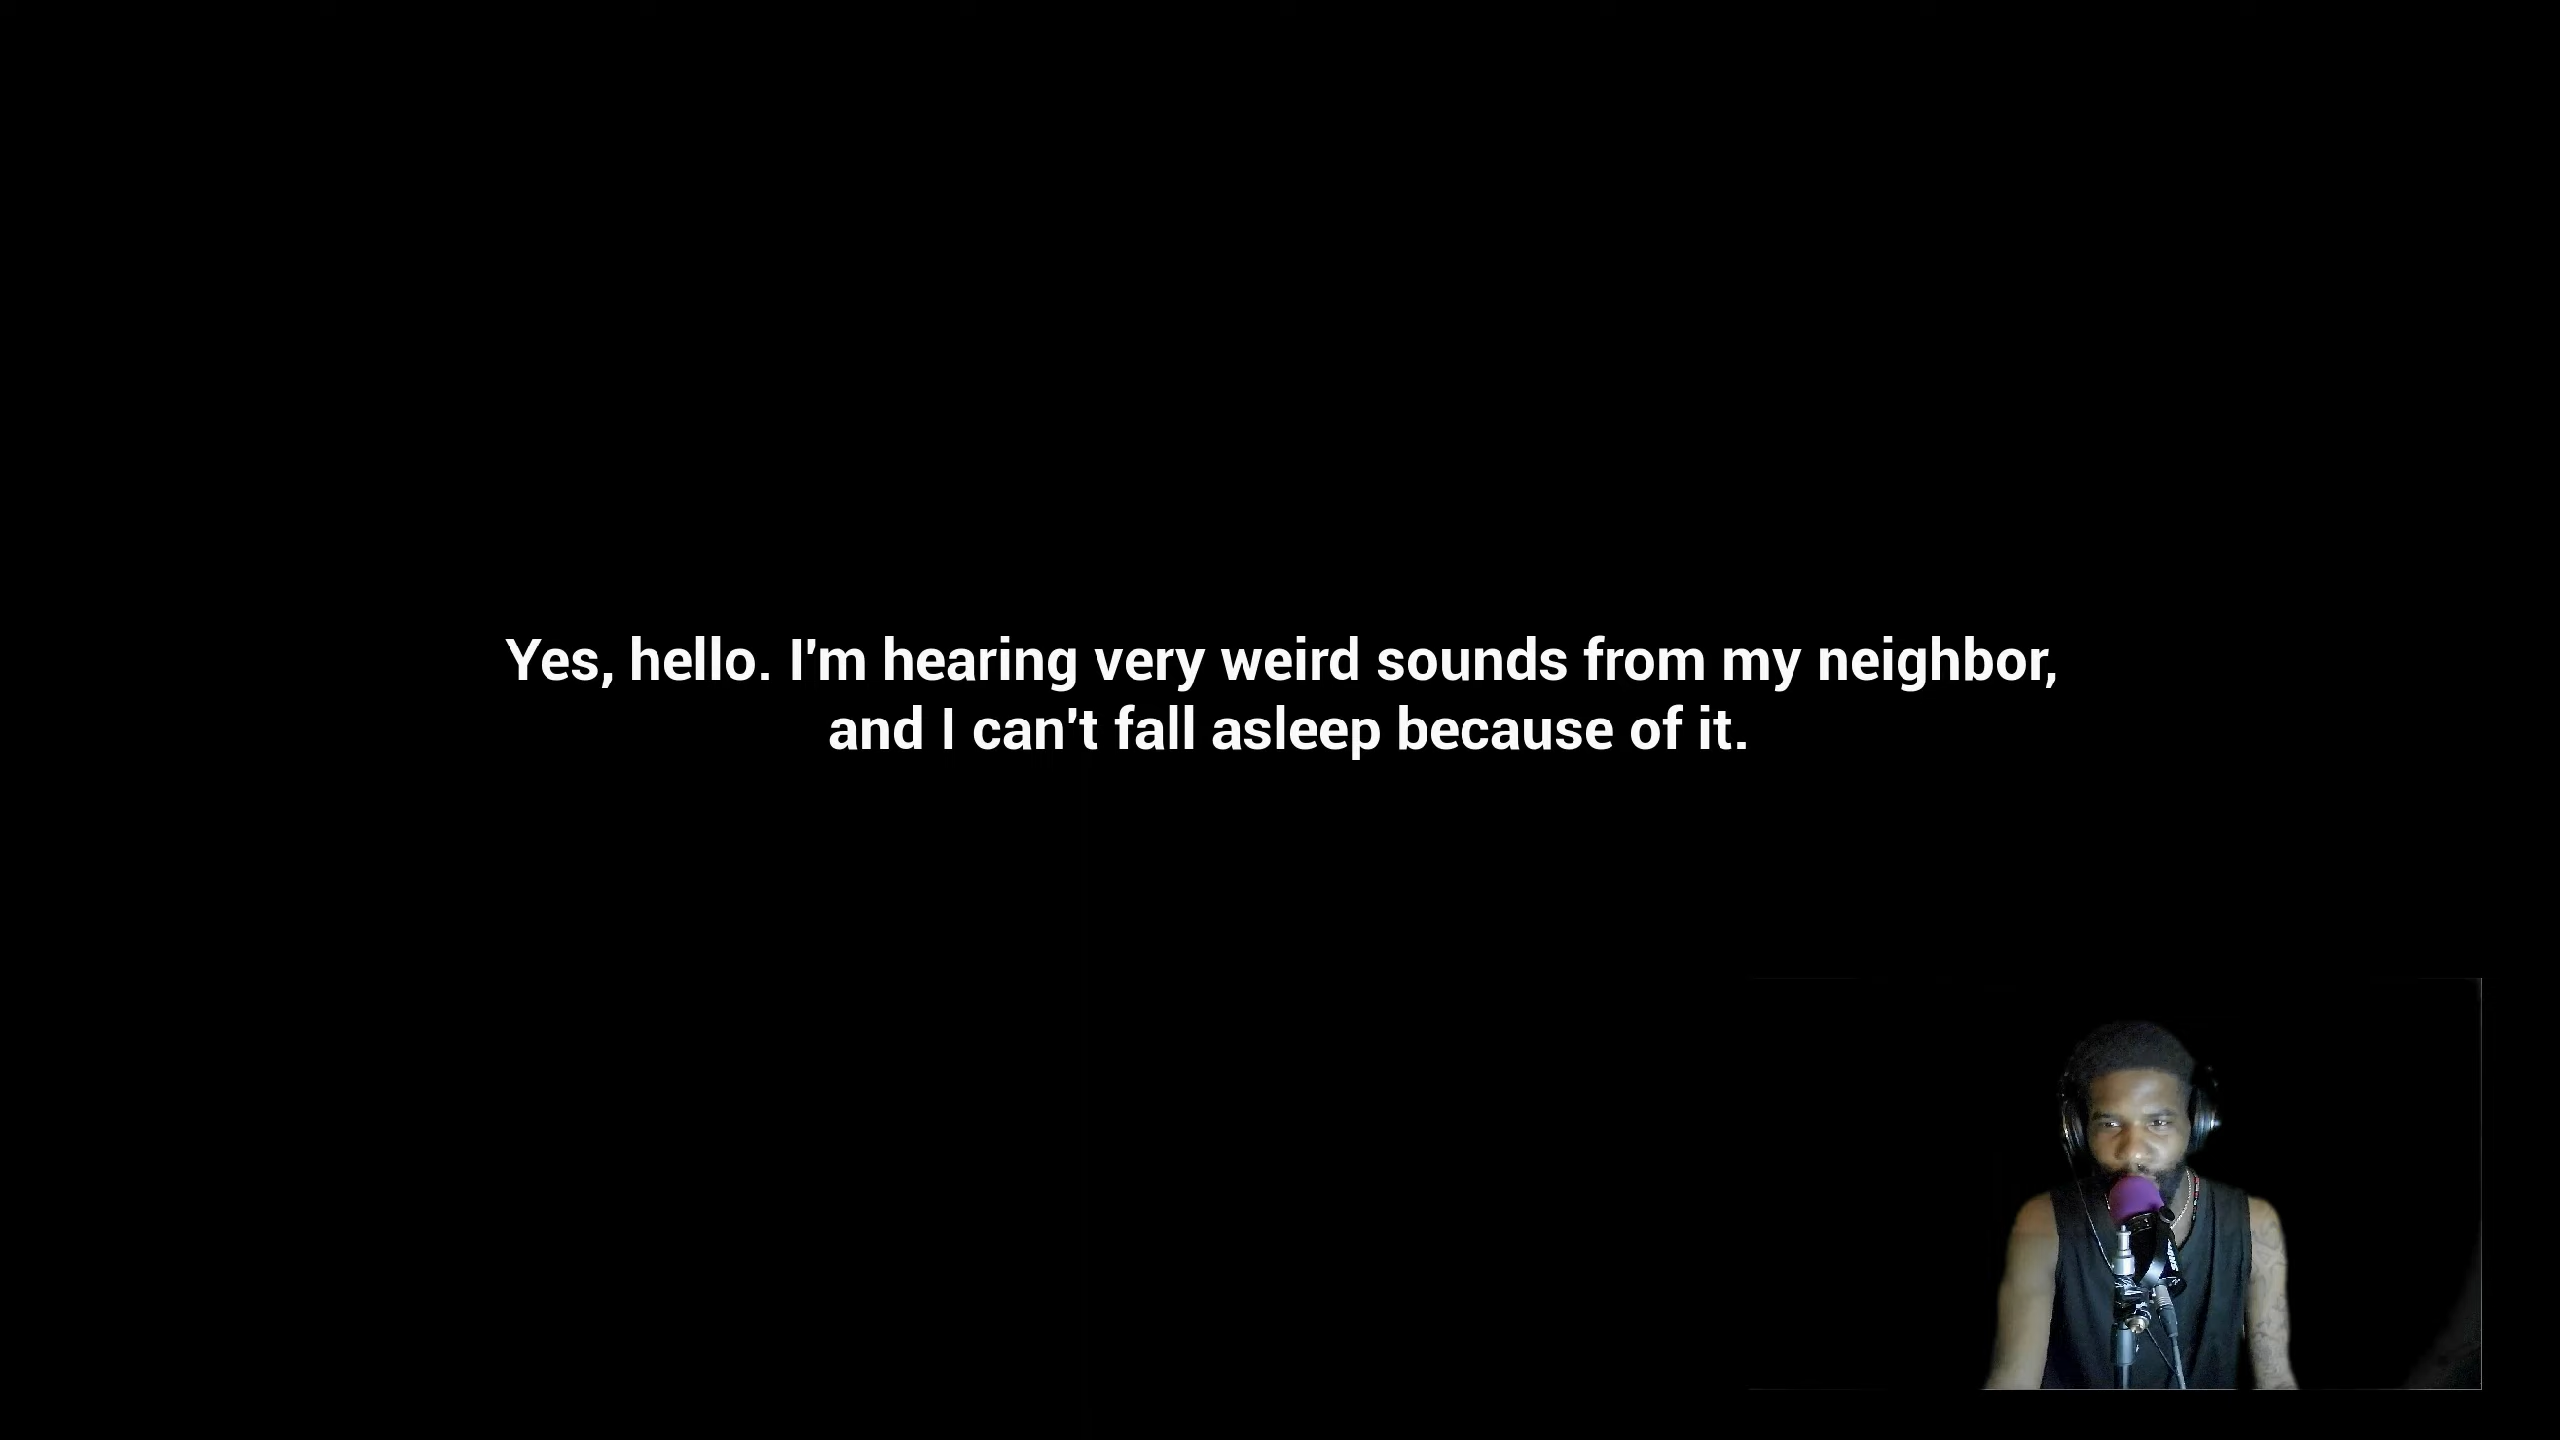 Yes, hello. I'm hearing very weird sounds from my neighbor,
and I can't fall asleep because of it.